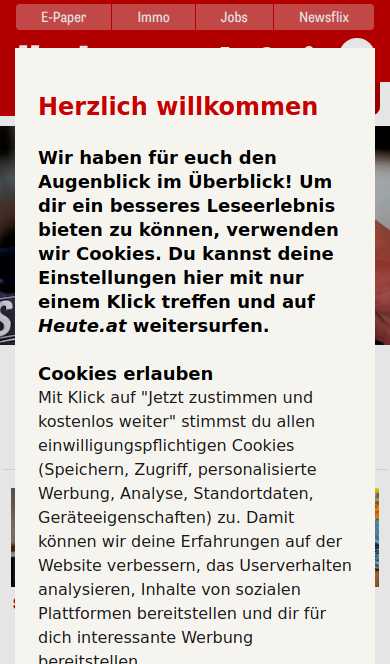 E-Paper Immo Jobs Newsflix
Herzlich willkommen
Wir haben für euch den
Augenblick im Überblick! Um
dir ein besseres Leseerlebnis
bieten zu können, verwenden
wir Cookies. Du kannst deine
Einstellungen hier mit nur
einem Klick treffen und auf
Heute.at weitersurfen.
Cookies erlauben
Mit Klick auf "Jetzt zustimmen und
kostenlos weiter" stimmst du allen
einwilligungspflichtigen Cookies
(Speichern, Zugriff, personalisierte
Werbung, Analyse, Standortdaten,
Geräteeigenschaften) zu. Damit
können wir deine Erfahrungen auf der
Website verbessern, das Userverhalten
analysieren, Inhalte von sozialen
Plattformen bereitstellen und dir für
dich interessante Werbung
bereitstellen